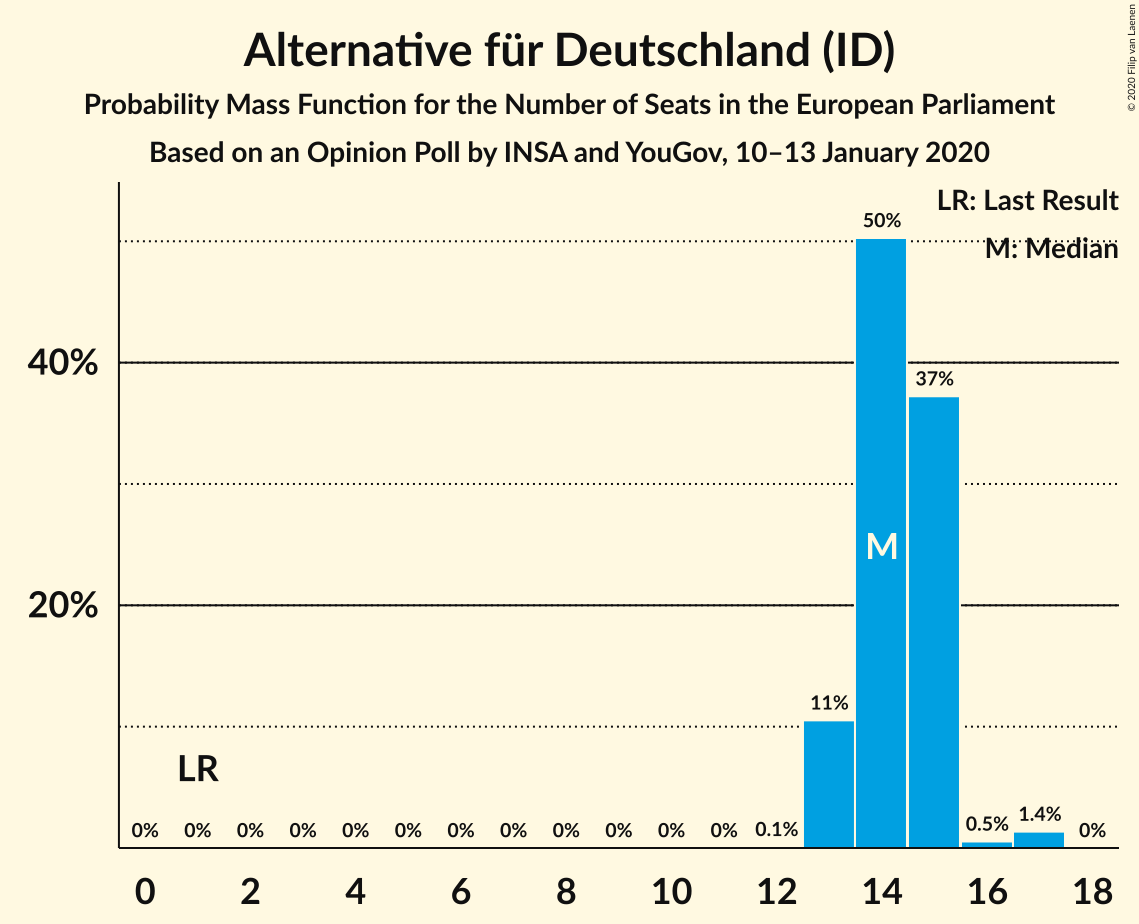 Alternative für Deutschland (ID)
Probability Mass Function for the Number of Seats in the European Parliament
Based on an Opinion Poll by INSA and YouGov, 10–13 January 2020
© 2020 Filip van Laenen
LR: Last Result
M: Median
50%
40%
37%
M
20%
11%
LR
0% 0% 0% 0% 0% 0% 0% 0% 0% 0% 0% 0% 0.1% 0.5% 1.4% 0%
0 2 4 6 8 10 12 14 16 18